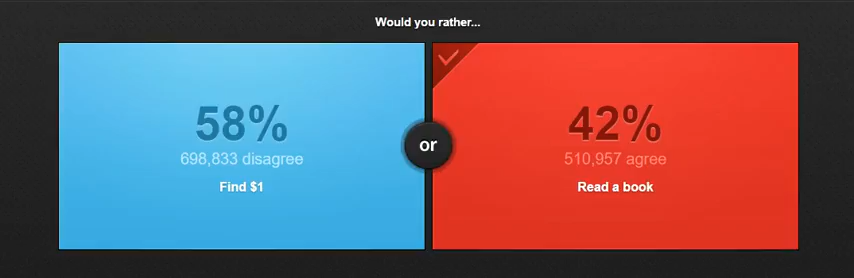 Would you rather...
58%
698,833 disagree
Find $1
or
42%
510,957 agree
Read a book